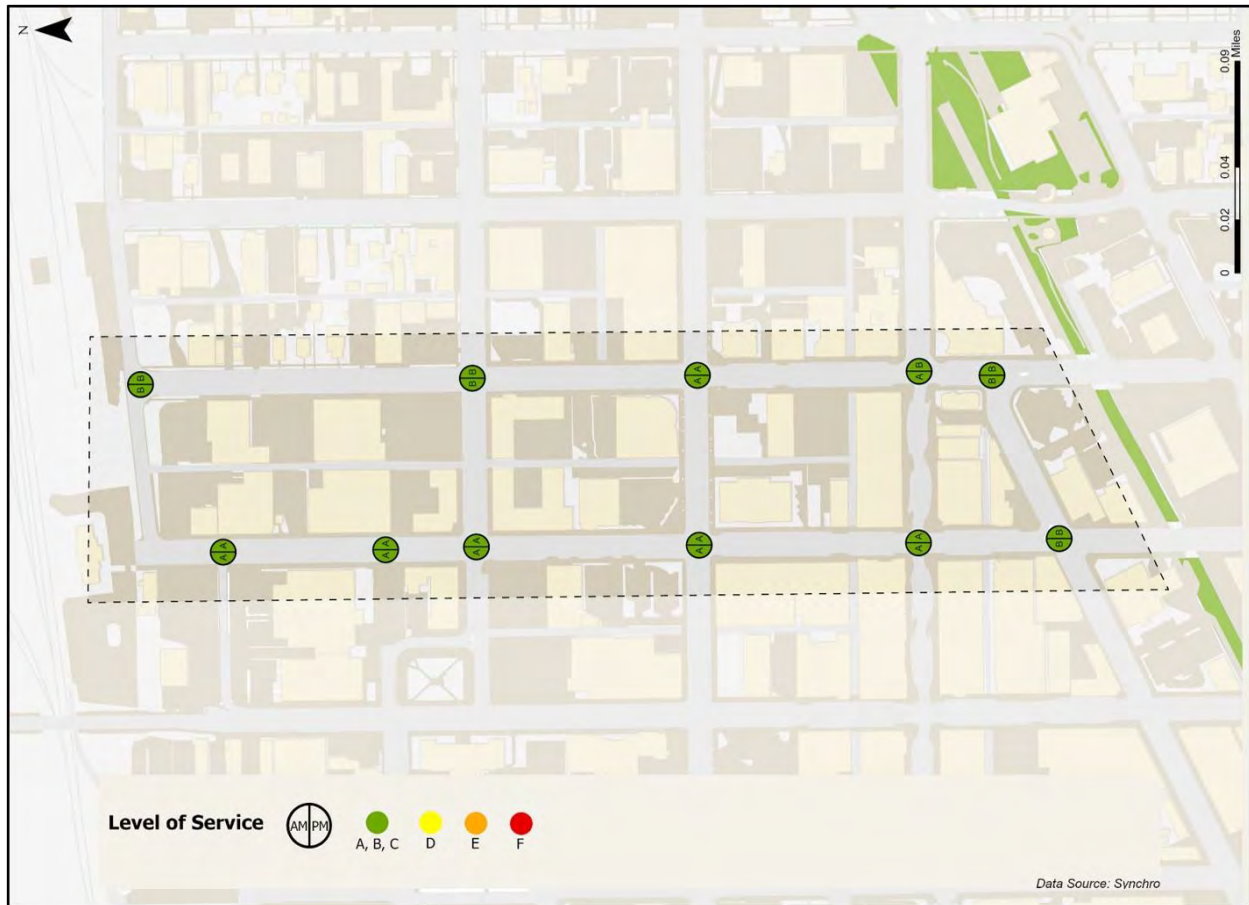 N
0 0.02 0.04 0.09
Miles
B B
B B
A A
A B
B B
A A
A A
A A
A A
A A
B B
Level of Service
AM PM
A, B, C
D
E
F
Data Source: Synchro